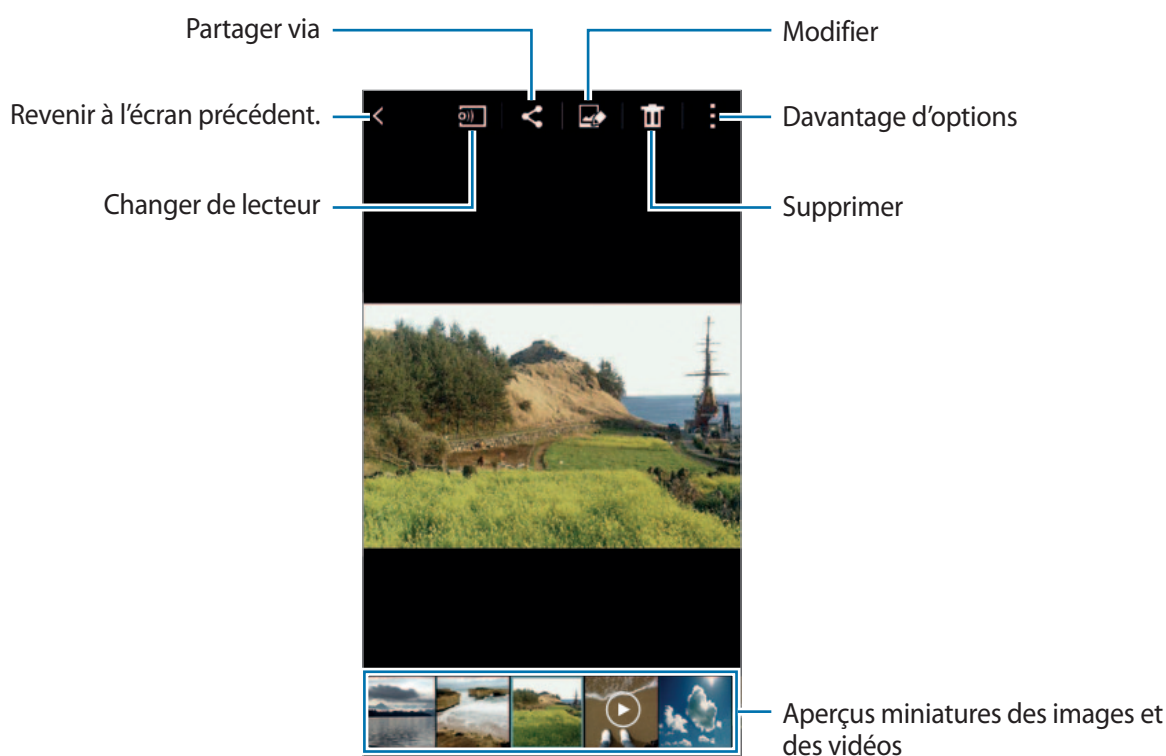 Partager via
Modifier
Revenir à l’écran précédent.
Davantage d’options
Changer de lecteur
Supprimer
Aperçus miniatures des images et
des vidéos